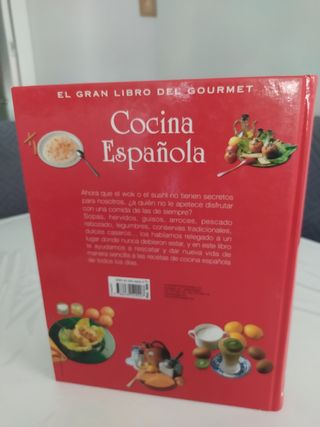 EL GRAN LIBRO DEL GOURMET
Cocina
Española
Ahora que el wok o el sushi no tienen secretos
para nosotros, ¿a quién no le apetece disfrutar
con una comida de las de siempre?
Sopas, hervidos, guisos, arroces, pescado
rebozado, legumbres, conservas tradicionales,
dulces caseros... los habíamos relegado a un
lugar donde nunca debieron estar, y en este libro
te ayudamos a rescatar y dar nueva vida de
manera sencilla a las recetas de cocina española
de todos los días.